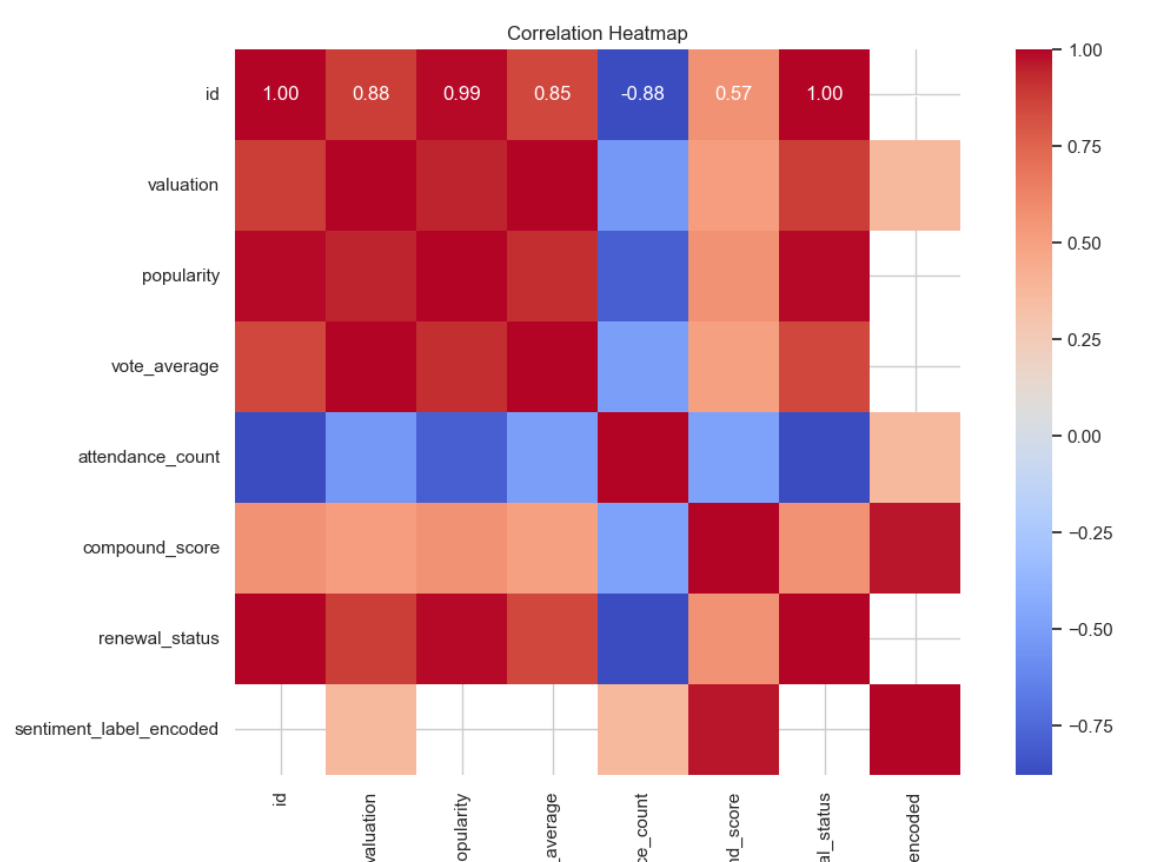 Correlation Heatmap
id 1.00 0.88 0.99 0.85 -0.88 0.57 1.00
valuation
popularity
vote_average
attendance_count
compound_score
renewal_status
sentiment_label_encoded
id valuation opularity _average ce_count nd_score al_status encoded
1.00
0.75
0.50
0.25
0.00
−0.25
−0.50
−0.75